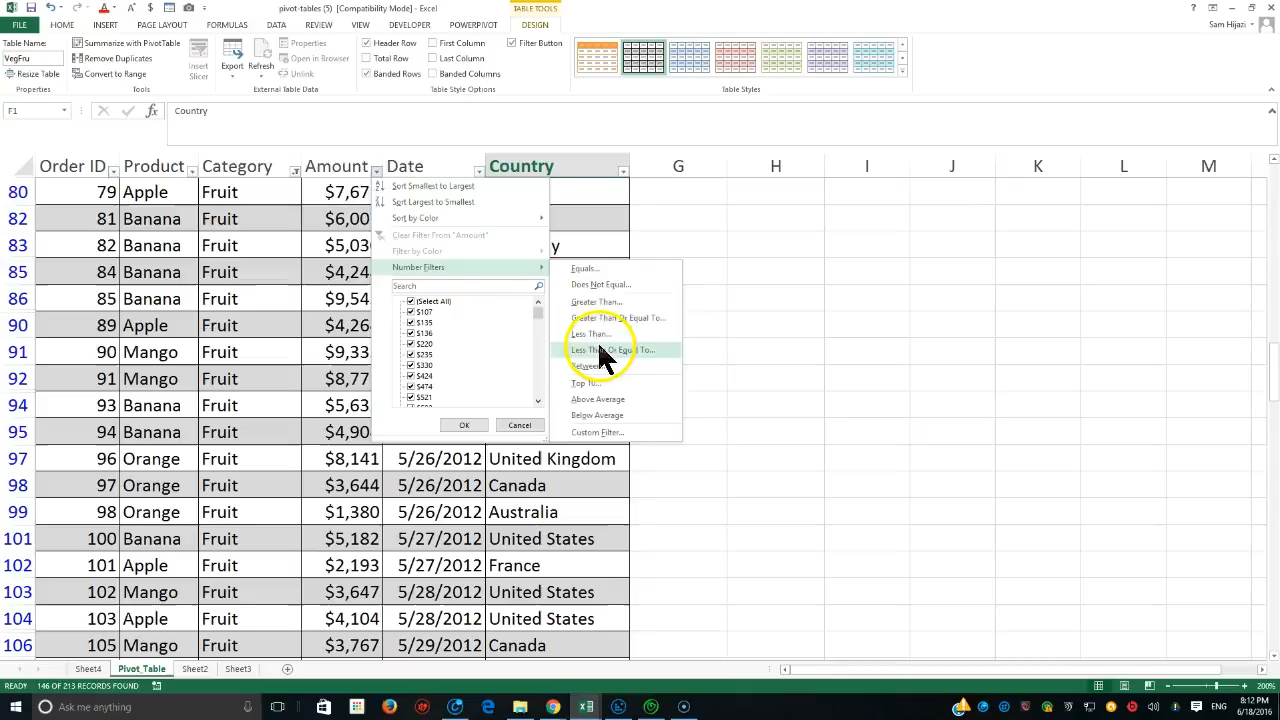 pivot-tables (5) [Compatibility Mode] - Excel
TABLE TOOLS
FILE HOME INSERT PAGE LAYOUT FORMULAS DATA REVIEW VIEW DEVELOPER POWERPIVOT DESIGN
Sam Hijazi
Table Name:
VegFru
Resize Table
Properties
Summarize with PivotTable
Remove Duplicates
Convert to Range
Tools
Insert
Slicer
Export
Refresh
Properties
Open in Browser
Unlink
External Table Data
Header Row
Total Row
Banded Rows
First Column
Last Column
Banded Columns
Filter Button
Table Style Options
Table Styles
F1
fx
Country
Order ID Product Category Amount Date Country G H I J K L M
80 79 Apple Fruit $7,67
82 81 Banana Fruit $6,00
83 82 Banana Fruit $5,03 y
85 84 Banana Fruit $4,24
86 85 Banana Fruit $9,54
90 89 Apple Fruit $4,26
91 90 Mango Fruit $9,33
92 91 Mango Fruit $8,77
94 93 Banana Fruit $5,63
95 94 Banana Fruit $4,90
97 96 Orange Fruit $8,141 5/26/2012 United Kingdom
98 97 Orange Fruit $3,644 5/26/2012 Canada
99 98 Orange Fruit $1,380 5/26/2012 Australia
101 100 Banana Fruit $5,182 5/27/2012 United States
102 101 Apple Fruit $2,193 5/27/2012 France
103 102 Mango Fruit $3,647 5/28/2012 United States
104 103 Apple Fruit $4,104 5/28/2012 United States
106 105 Mango Fruit $3,767 5/29/2012 Canada
Sort Smallest to Largest
Sort Largest to Smallest
Sort by Color
Clear Filter From "Amount"
Filter by Color
Number Filters
Search
(Select All)
$107
$135
$136
$220
$235
$330
$424
$474
$521
OK Cancel
Equals...
Does Not Equal...
Greater Than...
Greater Than Or Equal To...
Less Than...
Less Than Or Equal To...
Between
Top 10...
Above Average
Below Average
Custom Filter...
Sheet4 Pivot_Table Sheet2 Sheet3
READY 146 OF 213 RECORDS FOUND 200%
Ask me anything
8:12 PM
6/18/2016